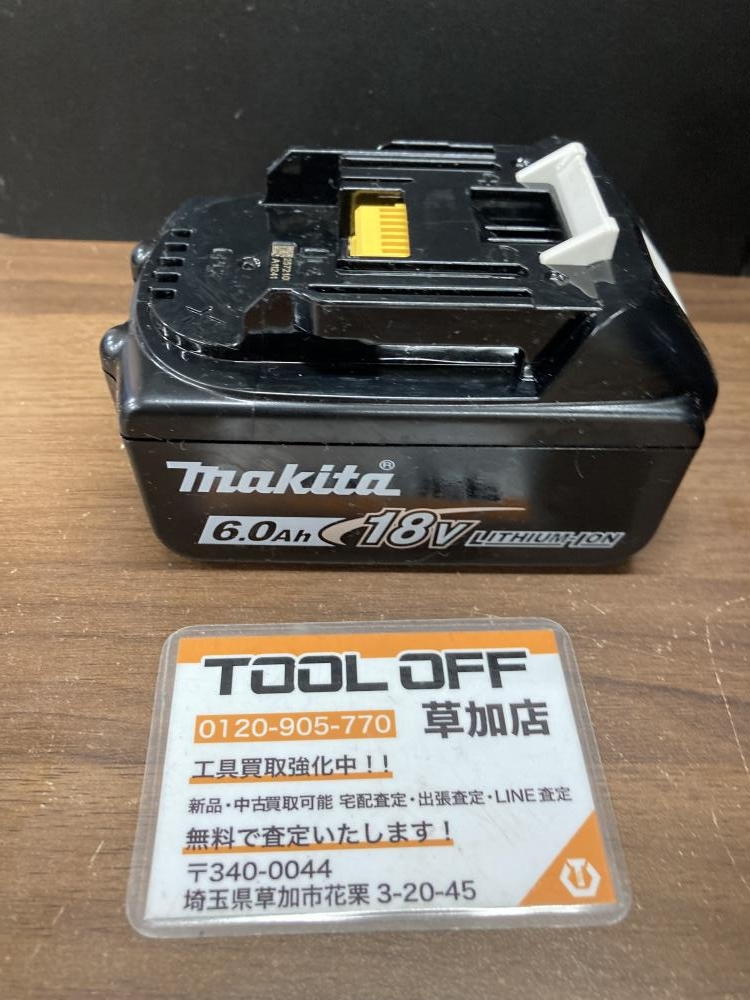 257210
A11241
makita®
6.0Ah 18V LITHIUM-ION
TOOL OFF
0120-905-770 草加店
工具買取強化中!!
新品・中古買取可能 宅配査定・出張査定・LINE査定
無料で査定いたします!
〒340-0044
埼玉県草加市花栗 3-20-45